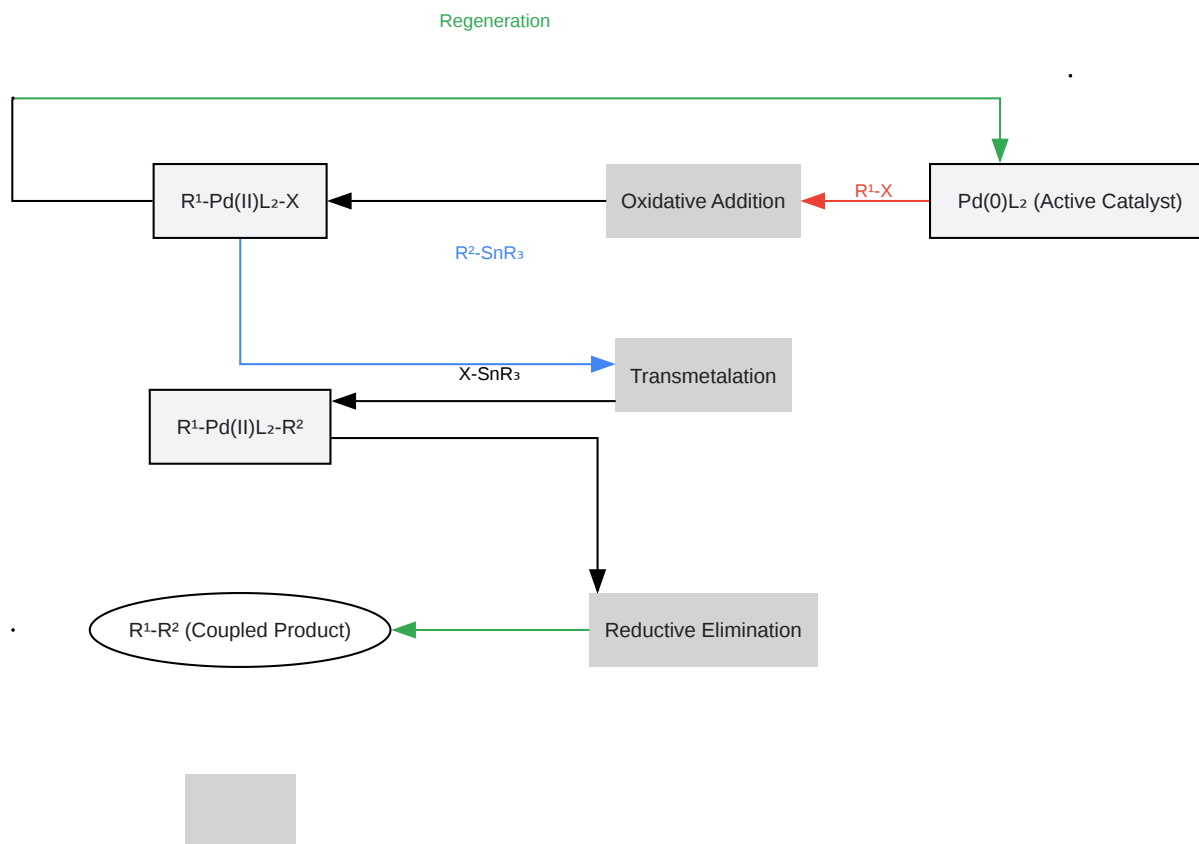 Regeneration
R¹-Pd(II)L₂-X
Oxidative Addition
R¹-X
Pd(0)L₂ (Active Catalyst)
R²-SnR₃
X-SnR₃
Transmetalation
R¹-Pd(II)L₂-R²
R¹-R² (Coupled Product)
Reductive Elimination